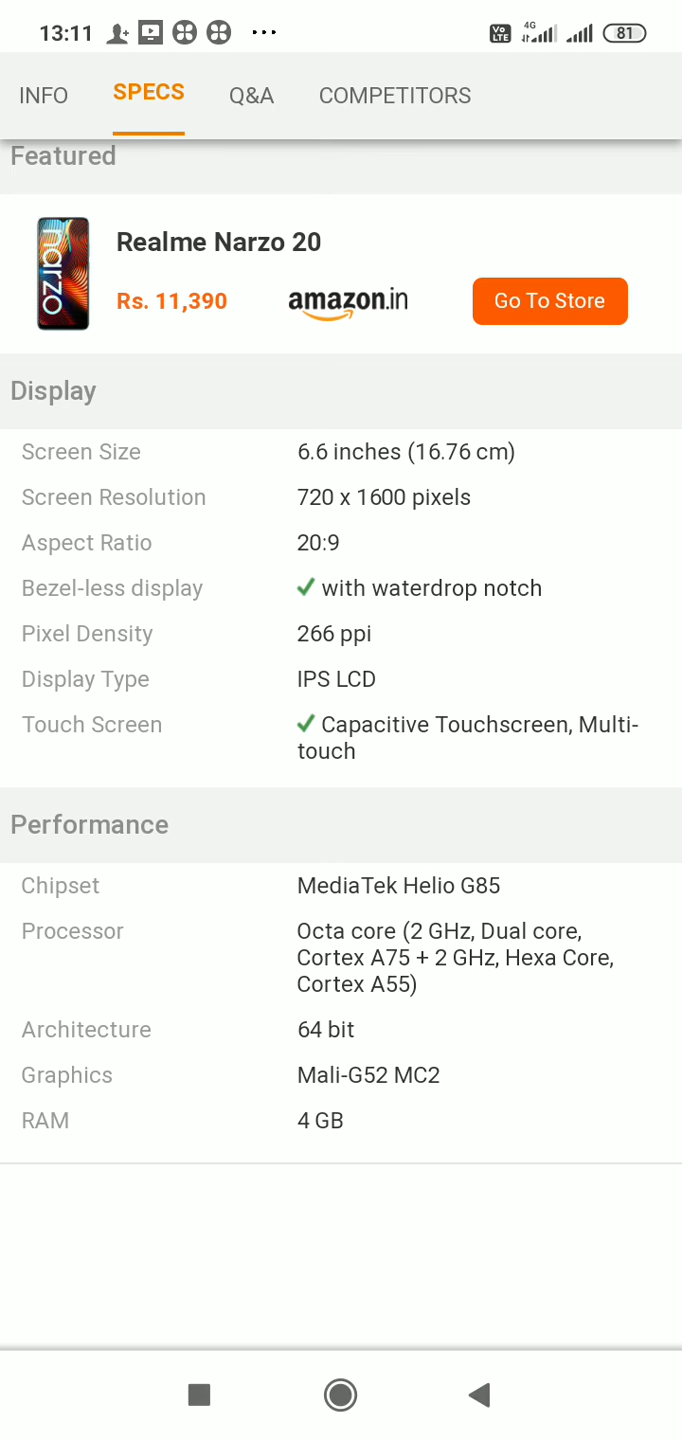 13:11 Vo LTE 4G 81
INFO SPECS Q&A COMPETITORS
Featured
Realme Narzo 20
narzo
Rs. 11,390 amazon.in Go To Store
Display
Screen Size 6.6 inches (16.76 cm)
Screen Resolution 720 x 1600 pixels
Aspect Ratio 20:9
Bezel-less display ✔ with waterdrop notch
Pixel Density 266 ppi
Display Type IPS LCD
Touch Screen ✔ Capacitive Touchscreen, Multi-
touch
Performance
Chipset MediaTek Helio G85
Processor Octa core (2 GHz, Dual core,
Cortex A75 + 2 GHz, Hexa Core,
Cortex A55)
Architecture 64 bit
Graphics Mali-G52 MC2
RAM 4 GB